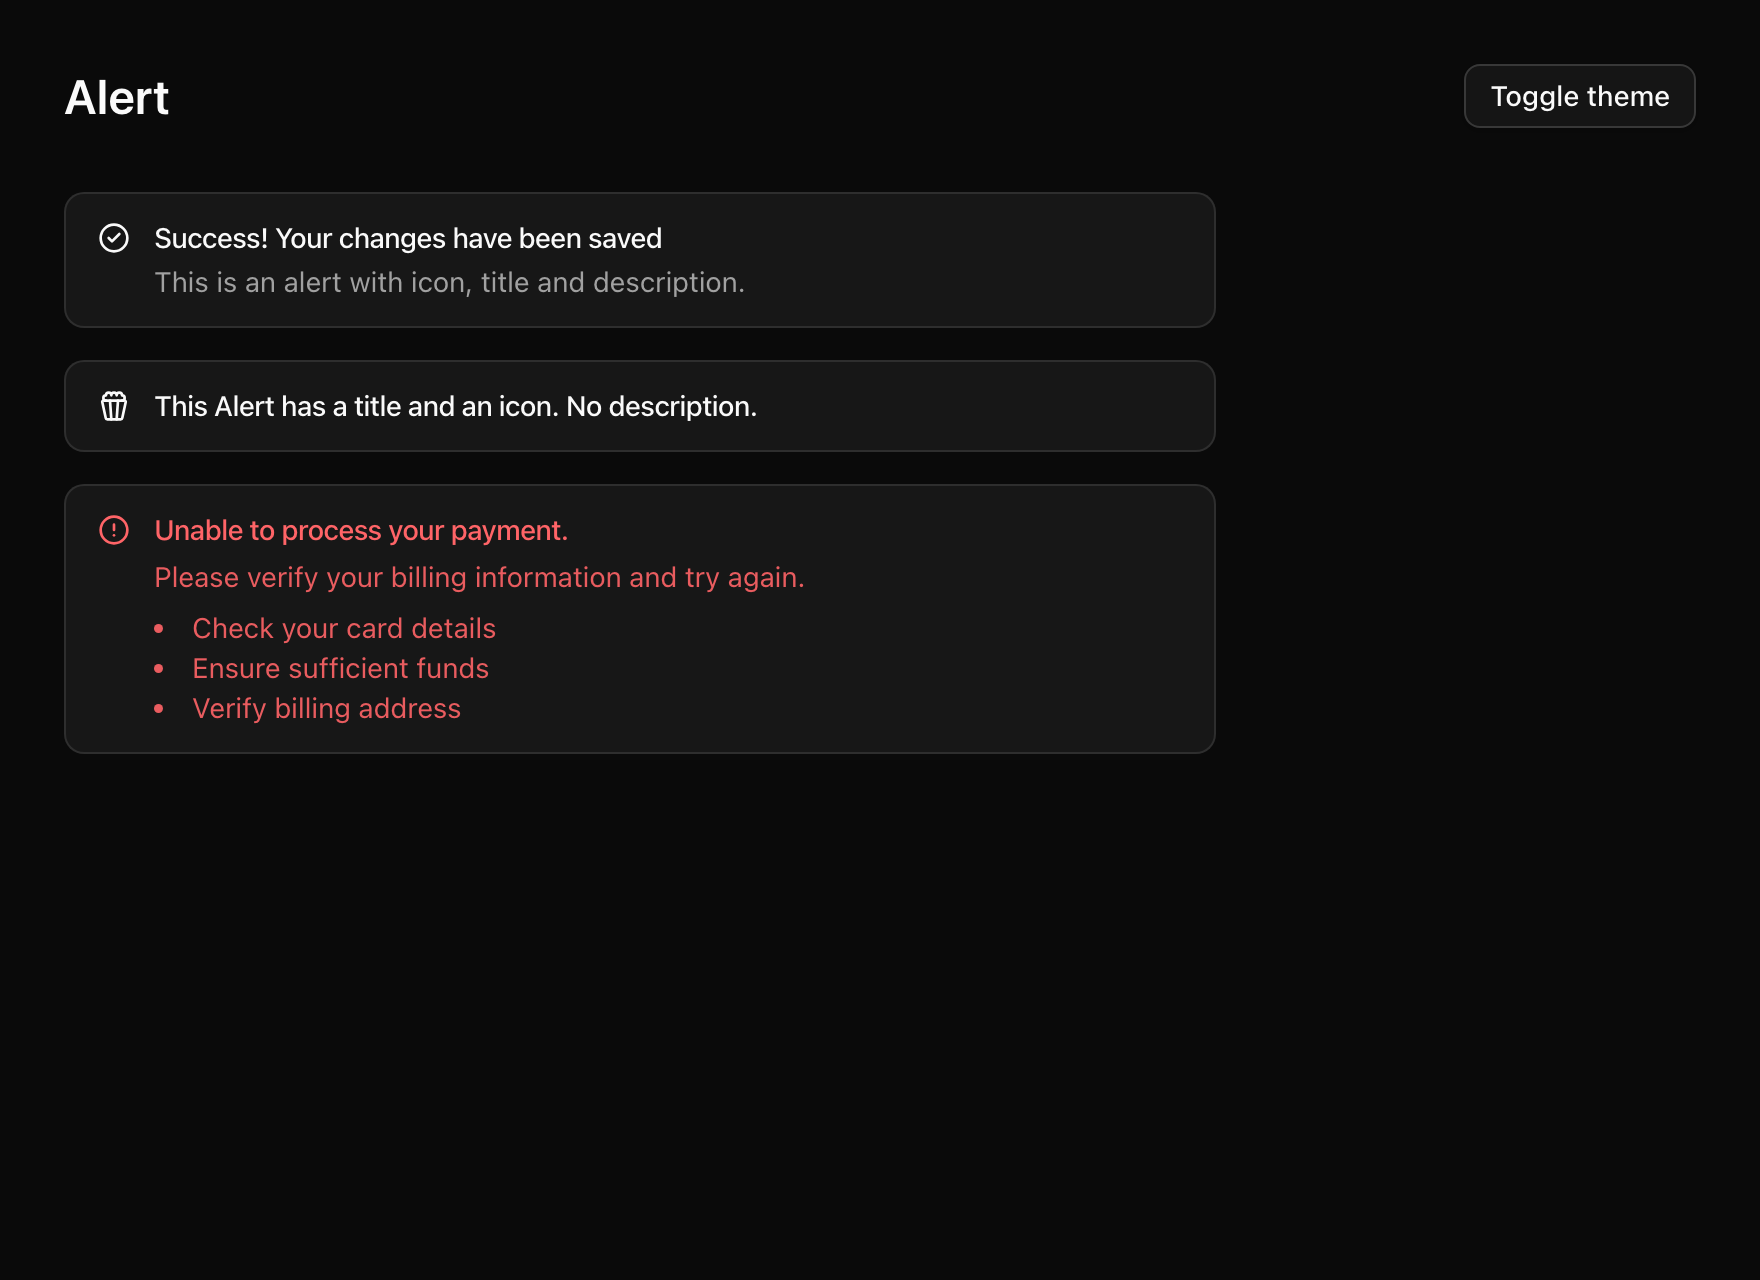 Alert
Toggle theme
Success! Your changes have been saved
This is an alert with icon, title and description.
This Alert has a title and an icon. No description.
Unable to process your payment.
Please verify your billing information and try again.
• Check your card details
• Ensure sufficient funds
• Verify billing address